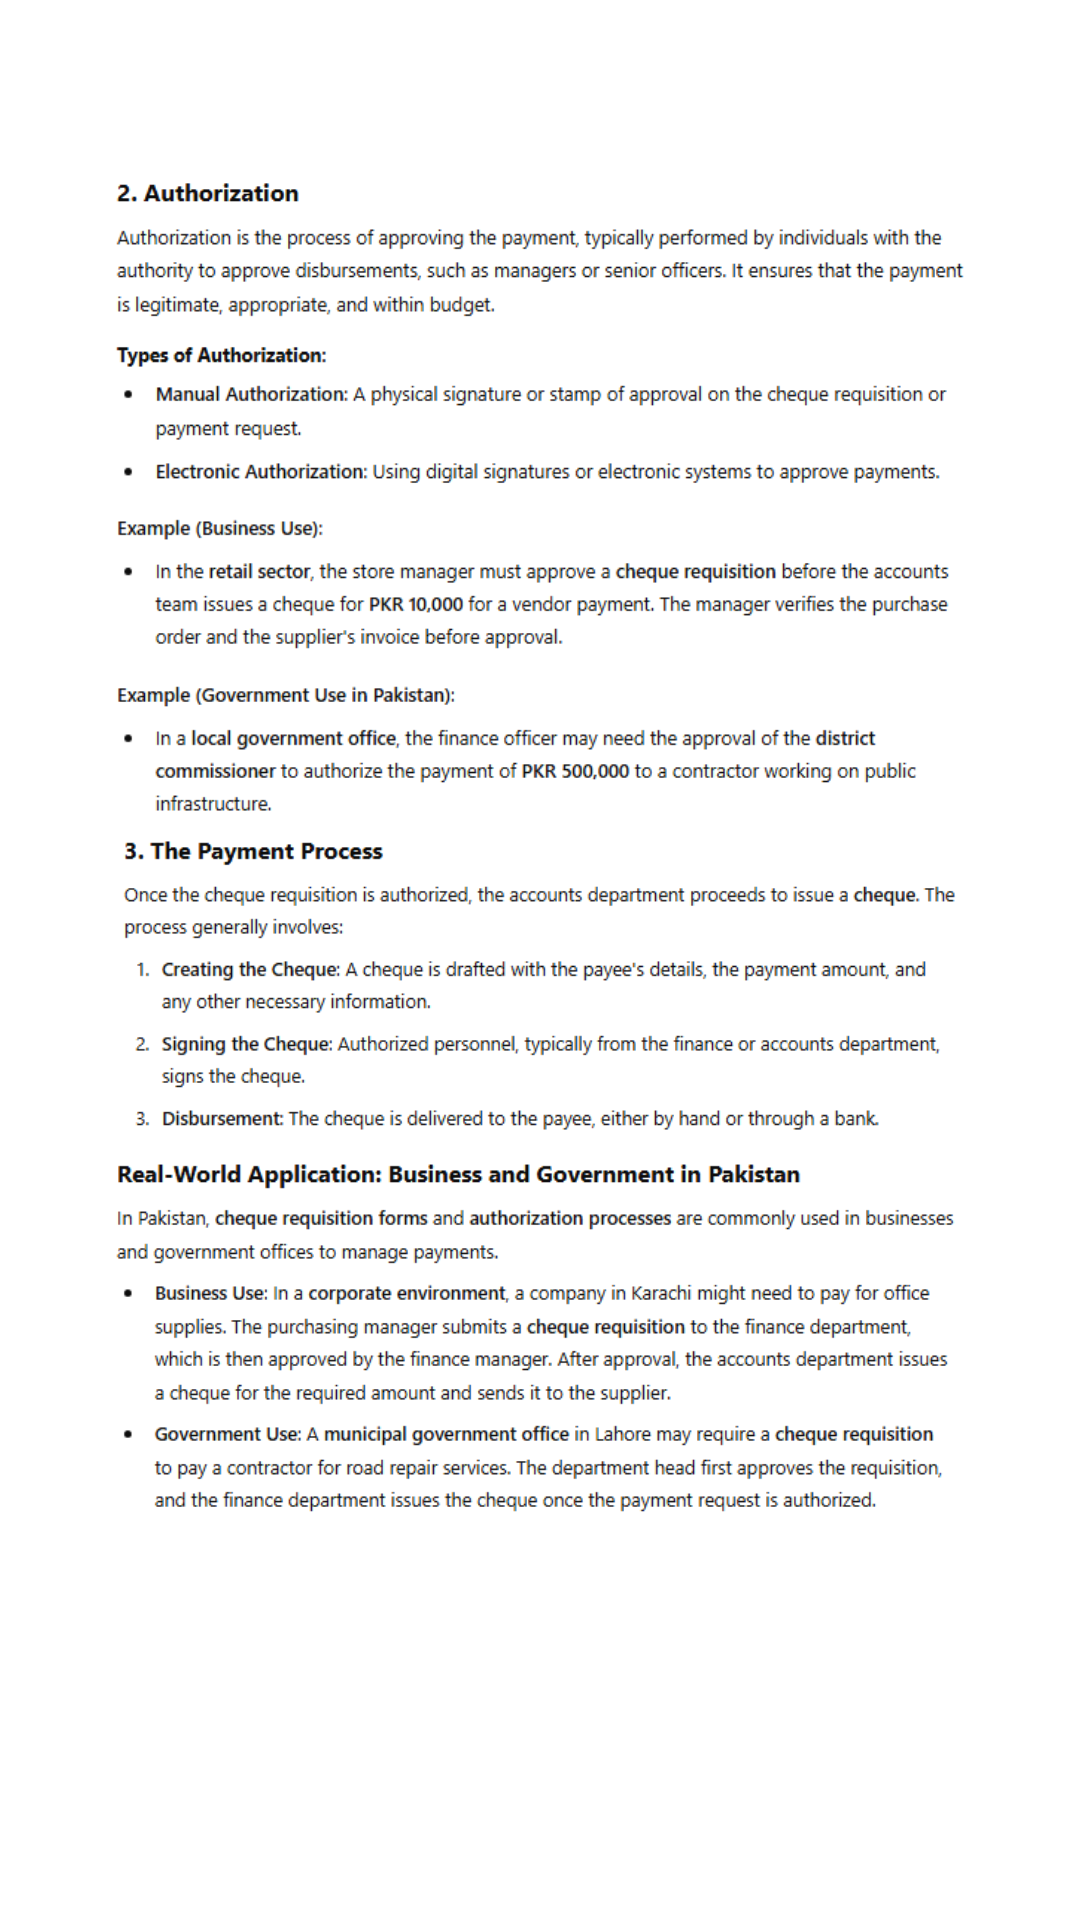 2. Authorization
Authorization is the process of approving the payment, typically performed by individuals with the
authority to approve disbursements, such as managers or senior officers. It ensures that the payment
is legitimate, appropriate, and within budget.
Types of Authorization:
• Manual Authorization: A physical signature or stamp of approval on the cheque requisition or
payment request.
• Electronic Authorization: Using digital signatures or electronic systems to approve payments.
Example (Business Use):
• In the retail sector, the store manager must approve a cheque requisition before the accounts
team issues a cheque for PKR 10,000 for a vendor payment. The manager verifies the purchase
order and the supplier's invoice before approval.
Example (Government Use in Pakistan):
• In a local government office, the finance officer may need the approval of the district
commissioner to authorize the payment of PKR 500,000 to a contractor working on public
infrastructure.
3. The Payment Process
Once the cheque requisition is authorized, the accounts department proceeds to issue a cheque. The
process generally involves:
1. Creating the Cheque: A cheque is drafted with the payee's details, the payment amount, and
any other necessary information.
2. Signing the Cheque: Authorized personnel, typically from the finance or accounts department,
signs the cheque.
3. Disbursement: The cheque is delivered to the payee, either by hand or through a bank.
Real-World Application: Business and Government in Pakistan
In Pakistan, cheque requisition forms and authorization processes are commonly used in businesses
and government offices to manage payments.
• Business Use: In a corporate environment, a company in Karachi might need to pay for office
supplies. The purchasing manager submits a cheque requisition to the finance department,
which is then approved by the finance manager. After approval, the accounts department issues
a cheque for the required amount and sends it to the supplier.
• Government Use: A municipal government office in Lahore may require a cheque requisition
to pay a contractor for road repair services. The department head first approves the requisition,
and the finance department issues the cheque once the payment request is authorized.